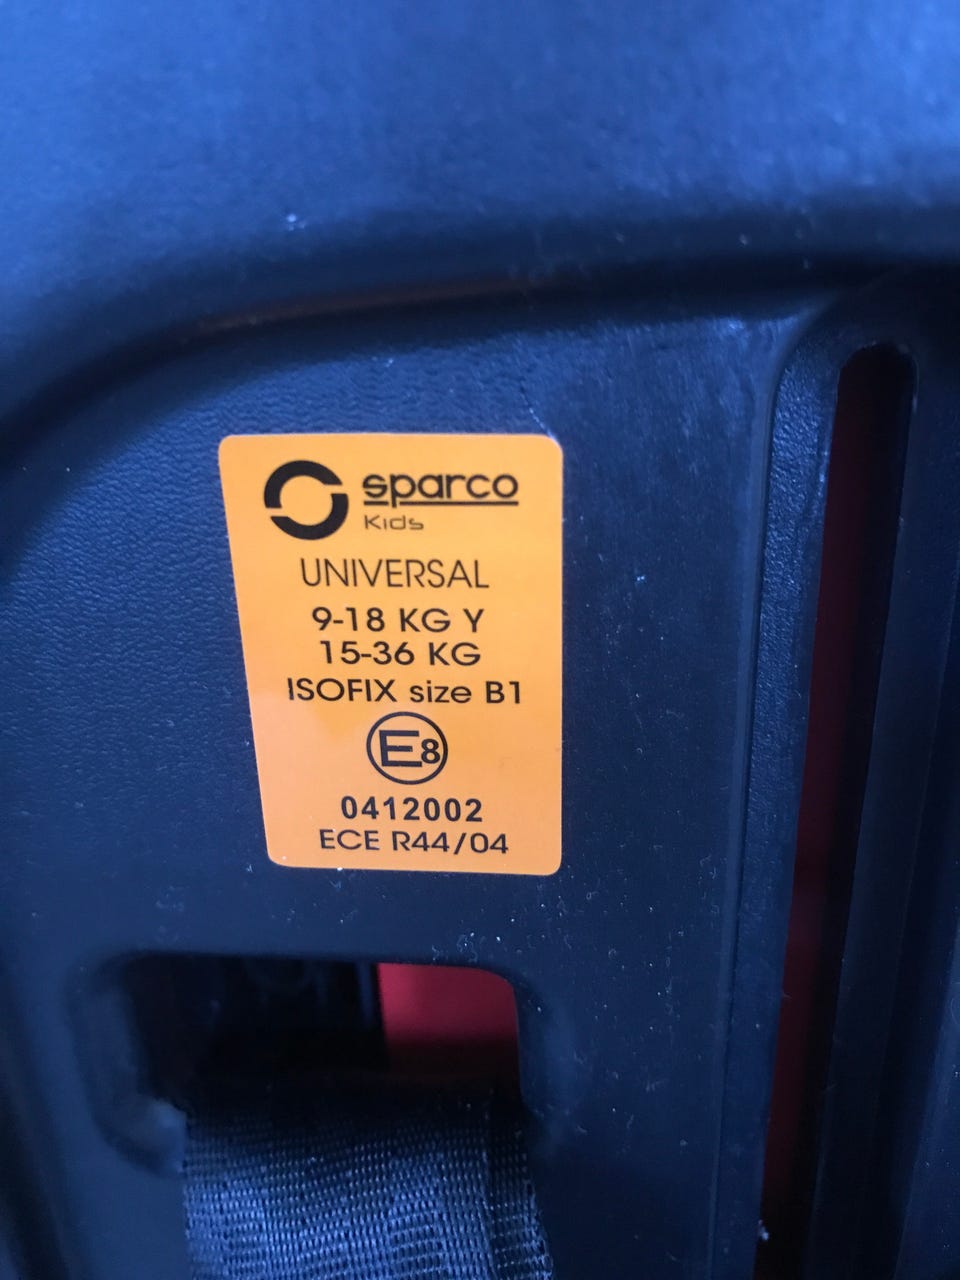 sparco
Kids
UNIVERSAL
9-18 KG Y
15-36 KG
ISOFIX size B1
E8
0412002
ECE R44/04